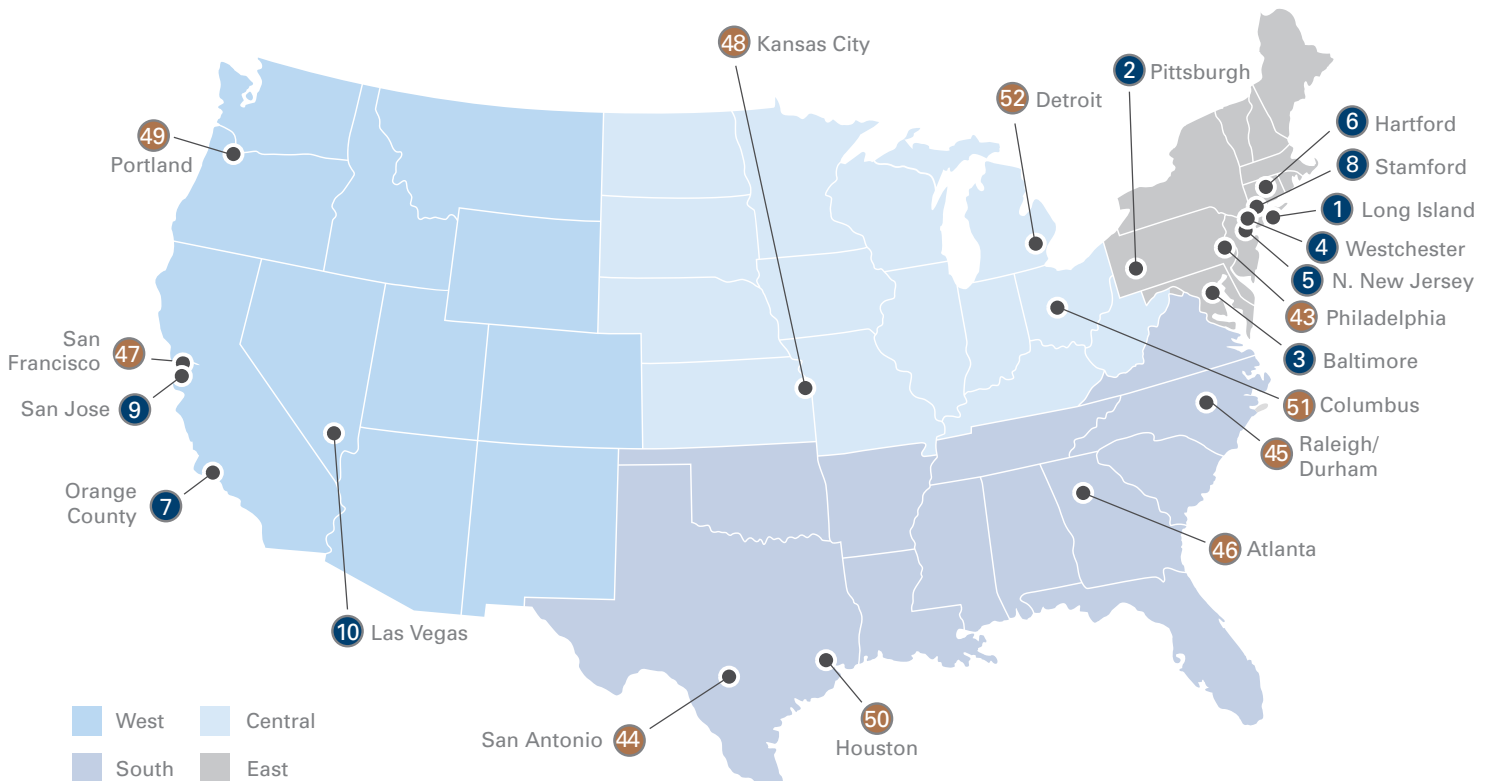 48 Kansas City
2 Pittsburgh
52 Detroit
6 Hartford
49
Portland
8 Stamford
1 Long Island
4 Westchester
5 N. New Jersey
43 Philadelphia
San
Francisco
47
3 Baltimore
San Jose 9
51 Columbus
45
Raleigh/
Durham
Orange
County
7
46 Atlanta
10 Las Vegas
West
Central
San Antonio 44
50
Houston
South
East